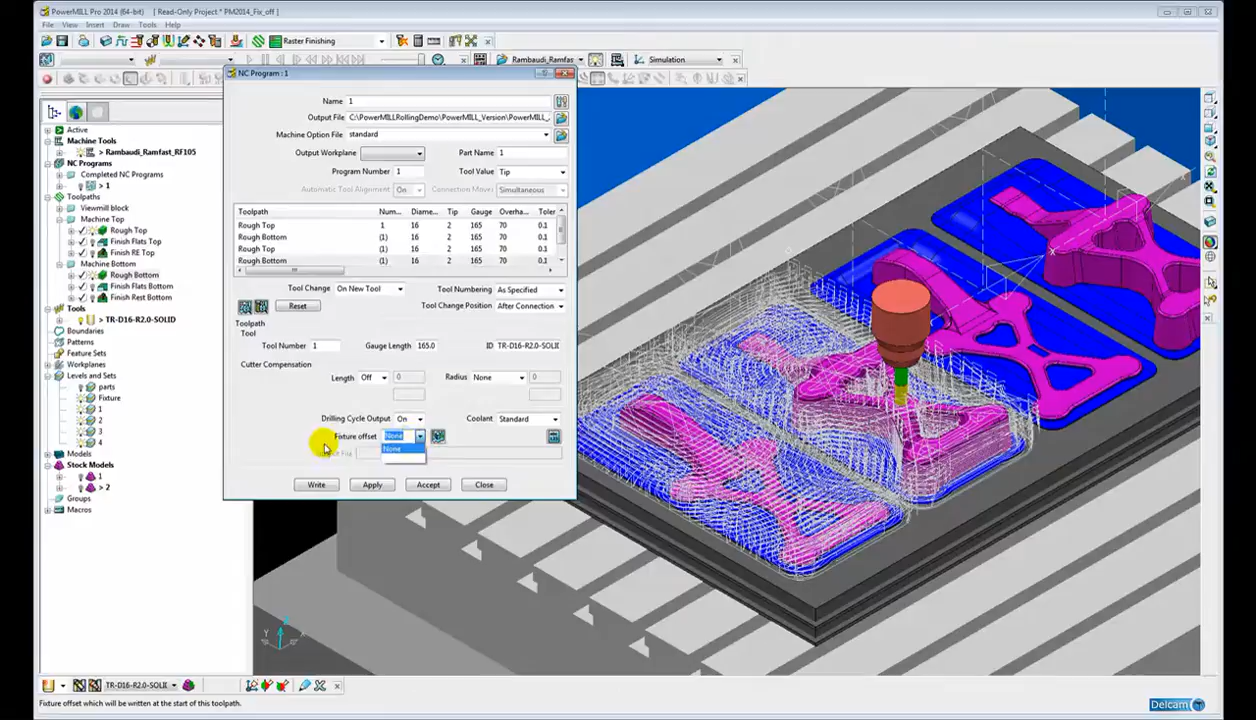 PowerMILL Pro 2014 (64-bit) [ Read-Only Project.* PM2014_Fix_off ]
File View Insert Draw Tools Help
Raster Finishing
Rambaudi_Ramfas Simulation
NC Program : 1
Name 1
Output File C:\PowerMILLRollingDemo\PowerMILL_Version\PowerMILL_
Machine Option File standard
Output Workplane Part Name 1
Program Number 1 Tool Value Tip
Automatic Tool Alignment On Connection Moves Simultaneous
Toolpath Num... Diame... Tip Gauge Overha... Toler
Rough Top 1 16 2 165 70 0.1
Rough Bottom (1) 16 2 165 70 0.1
Rough Top (1) 16 2 165 70 0.1
Rough Bottom (1) 16 2 165 70 0.1
Tool Change On New Tool Tool Numbering As Specified
Reset Tool Change Position After Connection
Toolpath
Tool
Tool Number 1 Gauge Length 165.0 ID TR-D16-R2.0-SOLI
Cutter Compensation
Length Off 0 Radius None 0
Drilling Cycle Output On Coolant Standard
Fixture offset None
None
File
Write Apply Accept Close
Active
Machine Tools
> Rambaudi_Ramfast_RF105
NC Programs
Completed NC Programs
> 1
Toolpaths
Viewmill block
Machine Top
Rough Top
Finish Flats Top
Finish RE Top
Machine Bottom
Rough Bottom
Finish Flats Bottom
Finish Rest Bottom
Tools
> TR-D16-R2.0-SOLID
Boundaries
Patterns
Feature Sets
Workplanes
Levels and Sets
parts
Fixture
1
2
3
4
Models
Stock Models
1
> 2
Groups
Macros
X
Z
Y
TR-D16-R2.0-SOLI
Fixture offset which will be written at the start of this toolpath.
Delcam